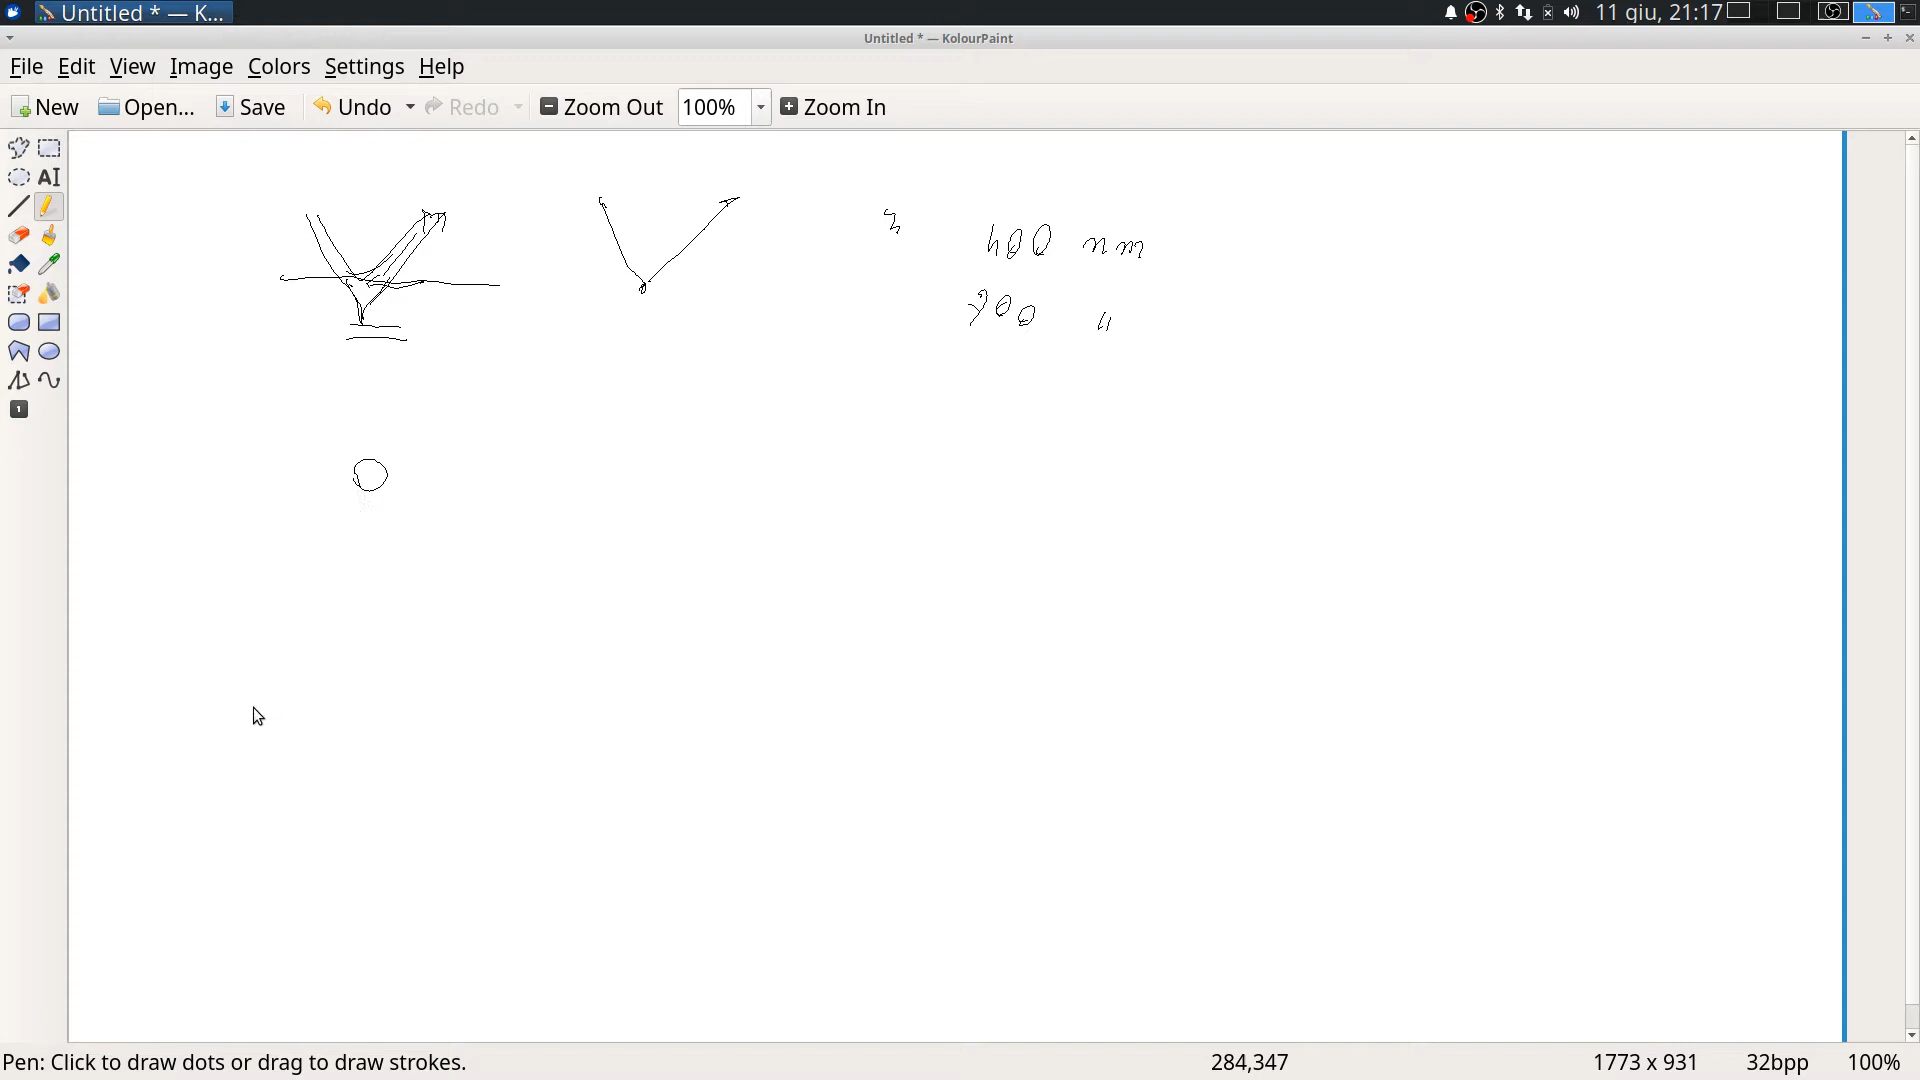 Untitled * — K...
11 giu, 21:17
Untitled * — KolourPaint
File Edit View Image Colors Settings Help
New Open... Save Undo Redo Zoom Out 100% Zoom In
AI
1
400 nm
700 "
Pen: Click to draw dots or drag to draw strokes.
284,347
1773 x 931
32bpp
100%